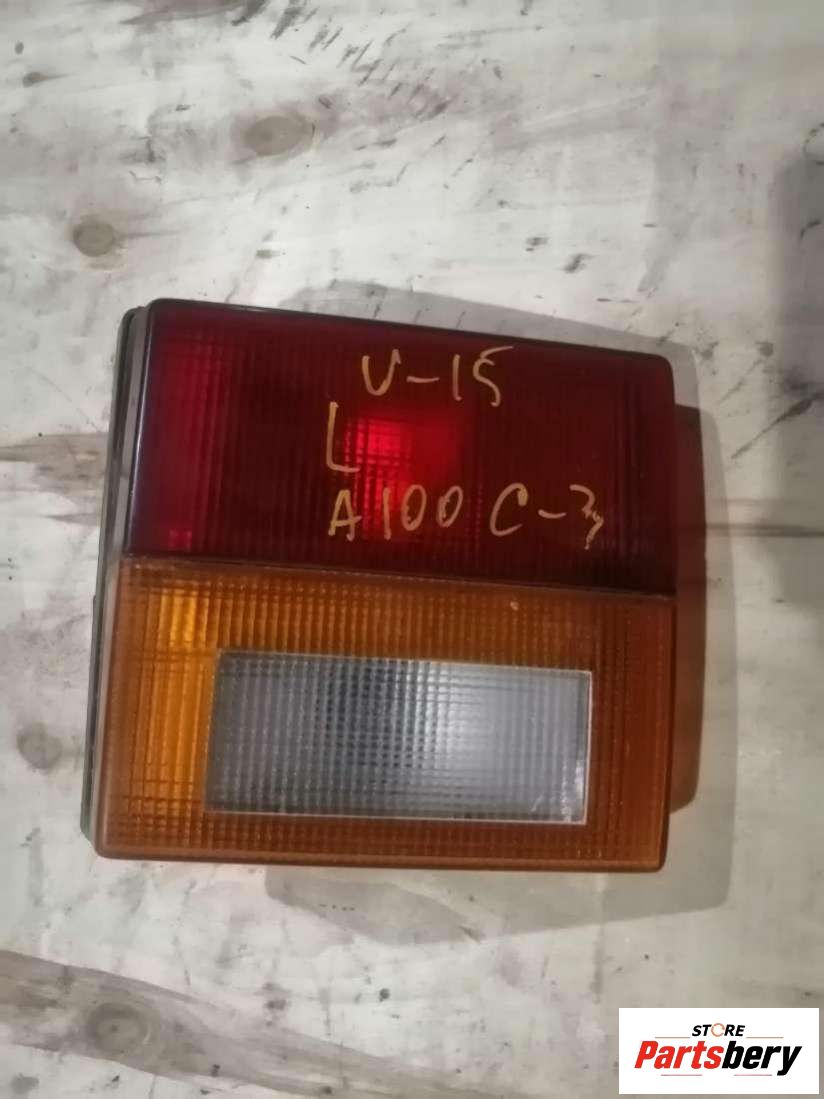 V-15
L
A100 C-3
STORE
Partsbery